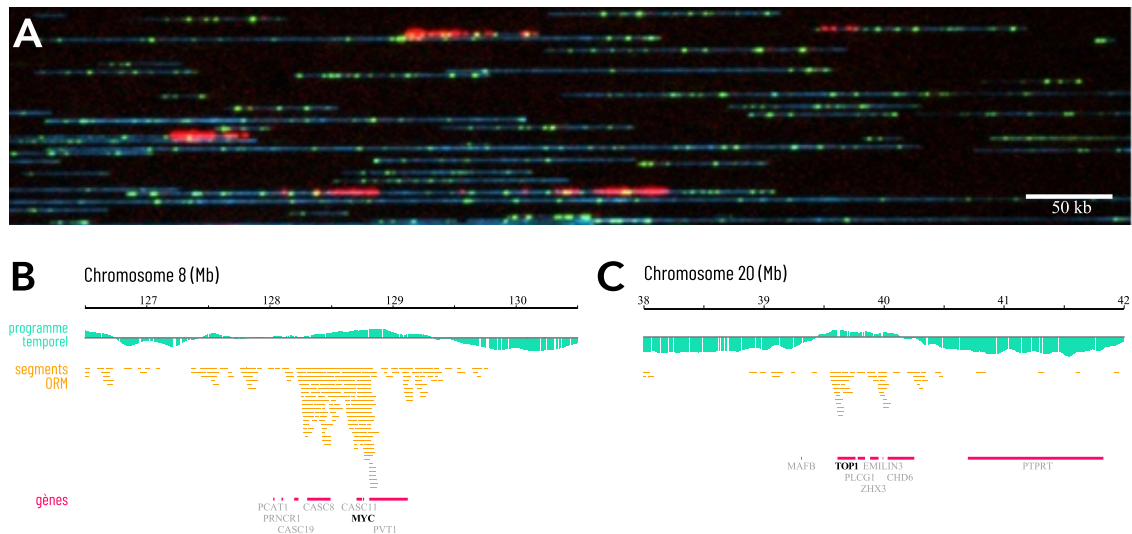 A
50 kb
B
Chromosome 8 (Mb)
127 128 129 130
programme
temporel
segments
ORM
gènes
PCAT1 CASC8 CASC11
PRNCR1 MYC
CASC19 PVT1
C
Chromosome 20 (Mb)
38 39 40 41 42
MAFB TOP1 EMILIN3 PTPRT
PLCG1 CHD6
ZHX3